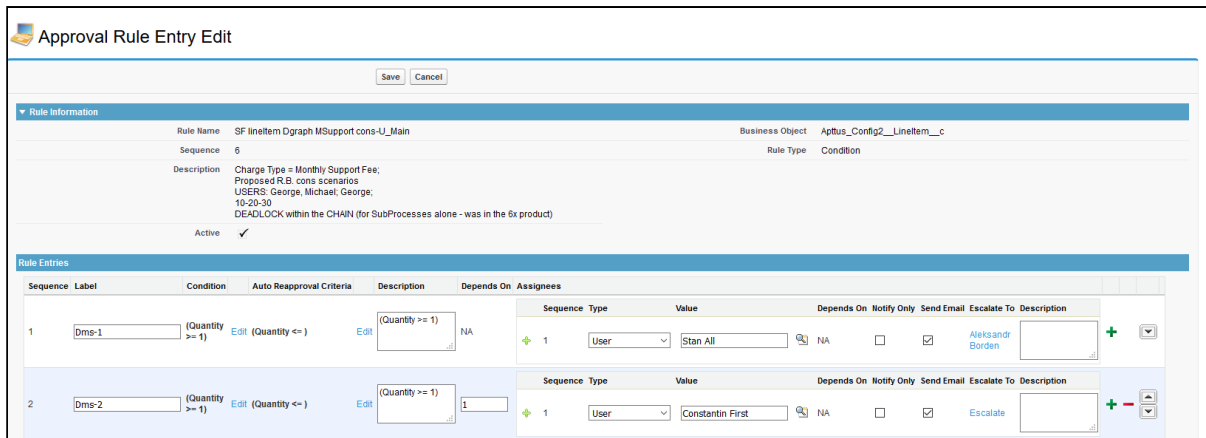 Approval Rule Entry Edit
Save Cancel
Rule Information
Rule Name SF lineItem Dgraph MSupport cons-U_Main Business Object Apttus_Config2__LineItem__c
Sequence 6 Rule Type Condition
Description Charge Type = Monthly Support Fee;
Proposed R.B. cons scenarios
USERS: George, Michael; George;
10-20-30
DEADLOCK within the CHAIN (for SubProcesses alone - was in the 6x product)
Active
Rule Entries
Sequence Label Condition Auto Reapproval Criteria Description Depends On Assignees
Sequence Type Value Depends On Notify Only Send Email Escalate To Description
1 Dms-1 (Quantity >= 1) Edit (Quantity <= ) Edit (Quantity >= 1) NA 1 User Stan All NA Aleksandr Borden
Sequence Type Value Depends On Notify Only Send Email Escalate To Description
2 Dms-2 (Quantity >= 1) Edit (Quantity <= ) Edit (Quantity >= 1) 1 1 User Constantin First NA Escalate